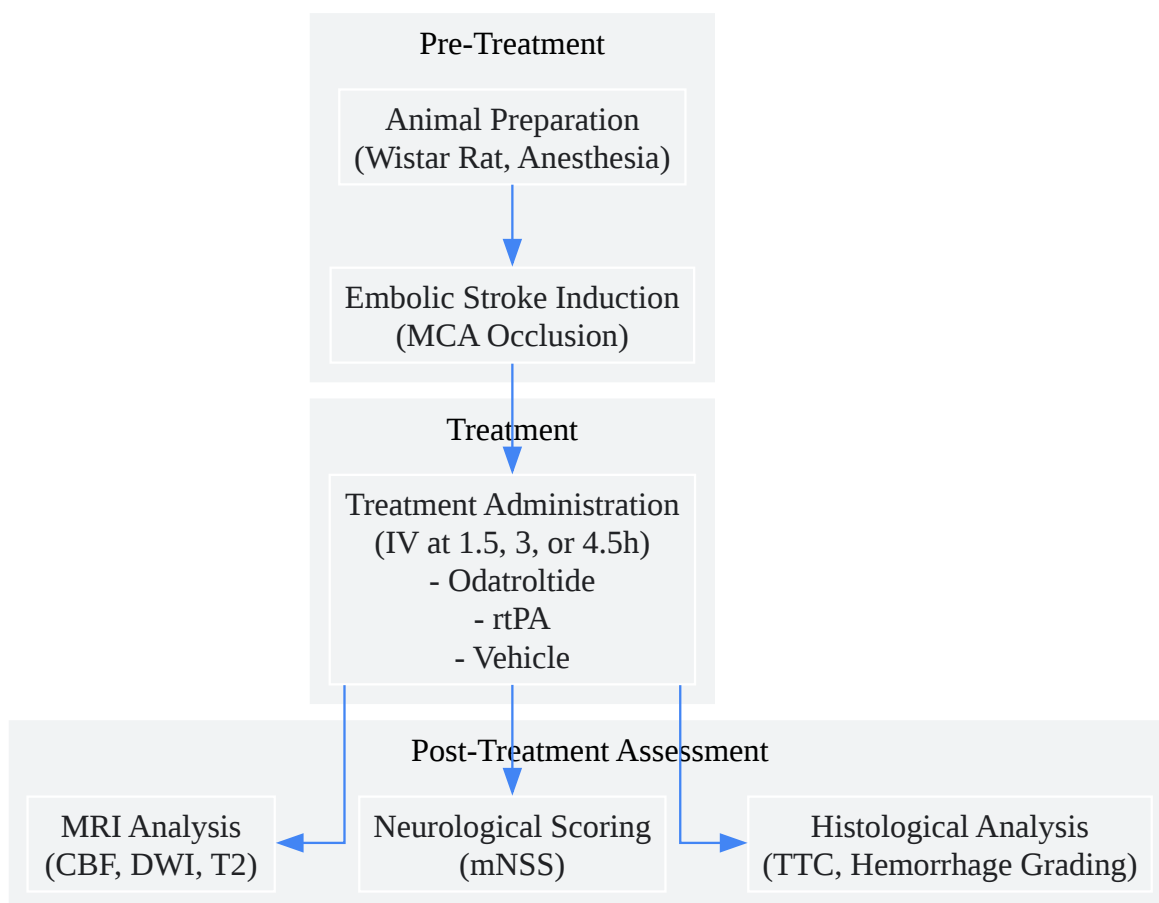 Pre-Treatment
Animal Preparation
(Wistar Rat, Anesthesia)
Embolic Stroke Induction
(MCA Occlusion)
Treatment
Treatment Administration
(IV at 1.5, 3, or 4.5h)
- Odatroltide
- rtPA
- Vehicle
Post-Treatment Assessment
MRI Analysis
(CBF, DWI, T2)
Neurological Scoring
(mNSS)
Histological Analysis
(TTC, Hemorrhage Grading)